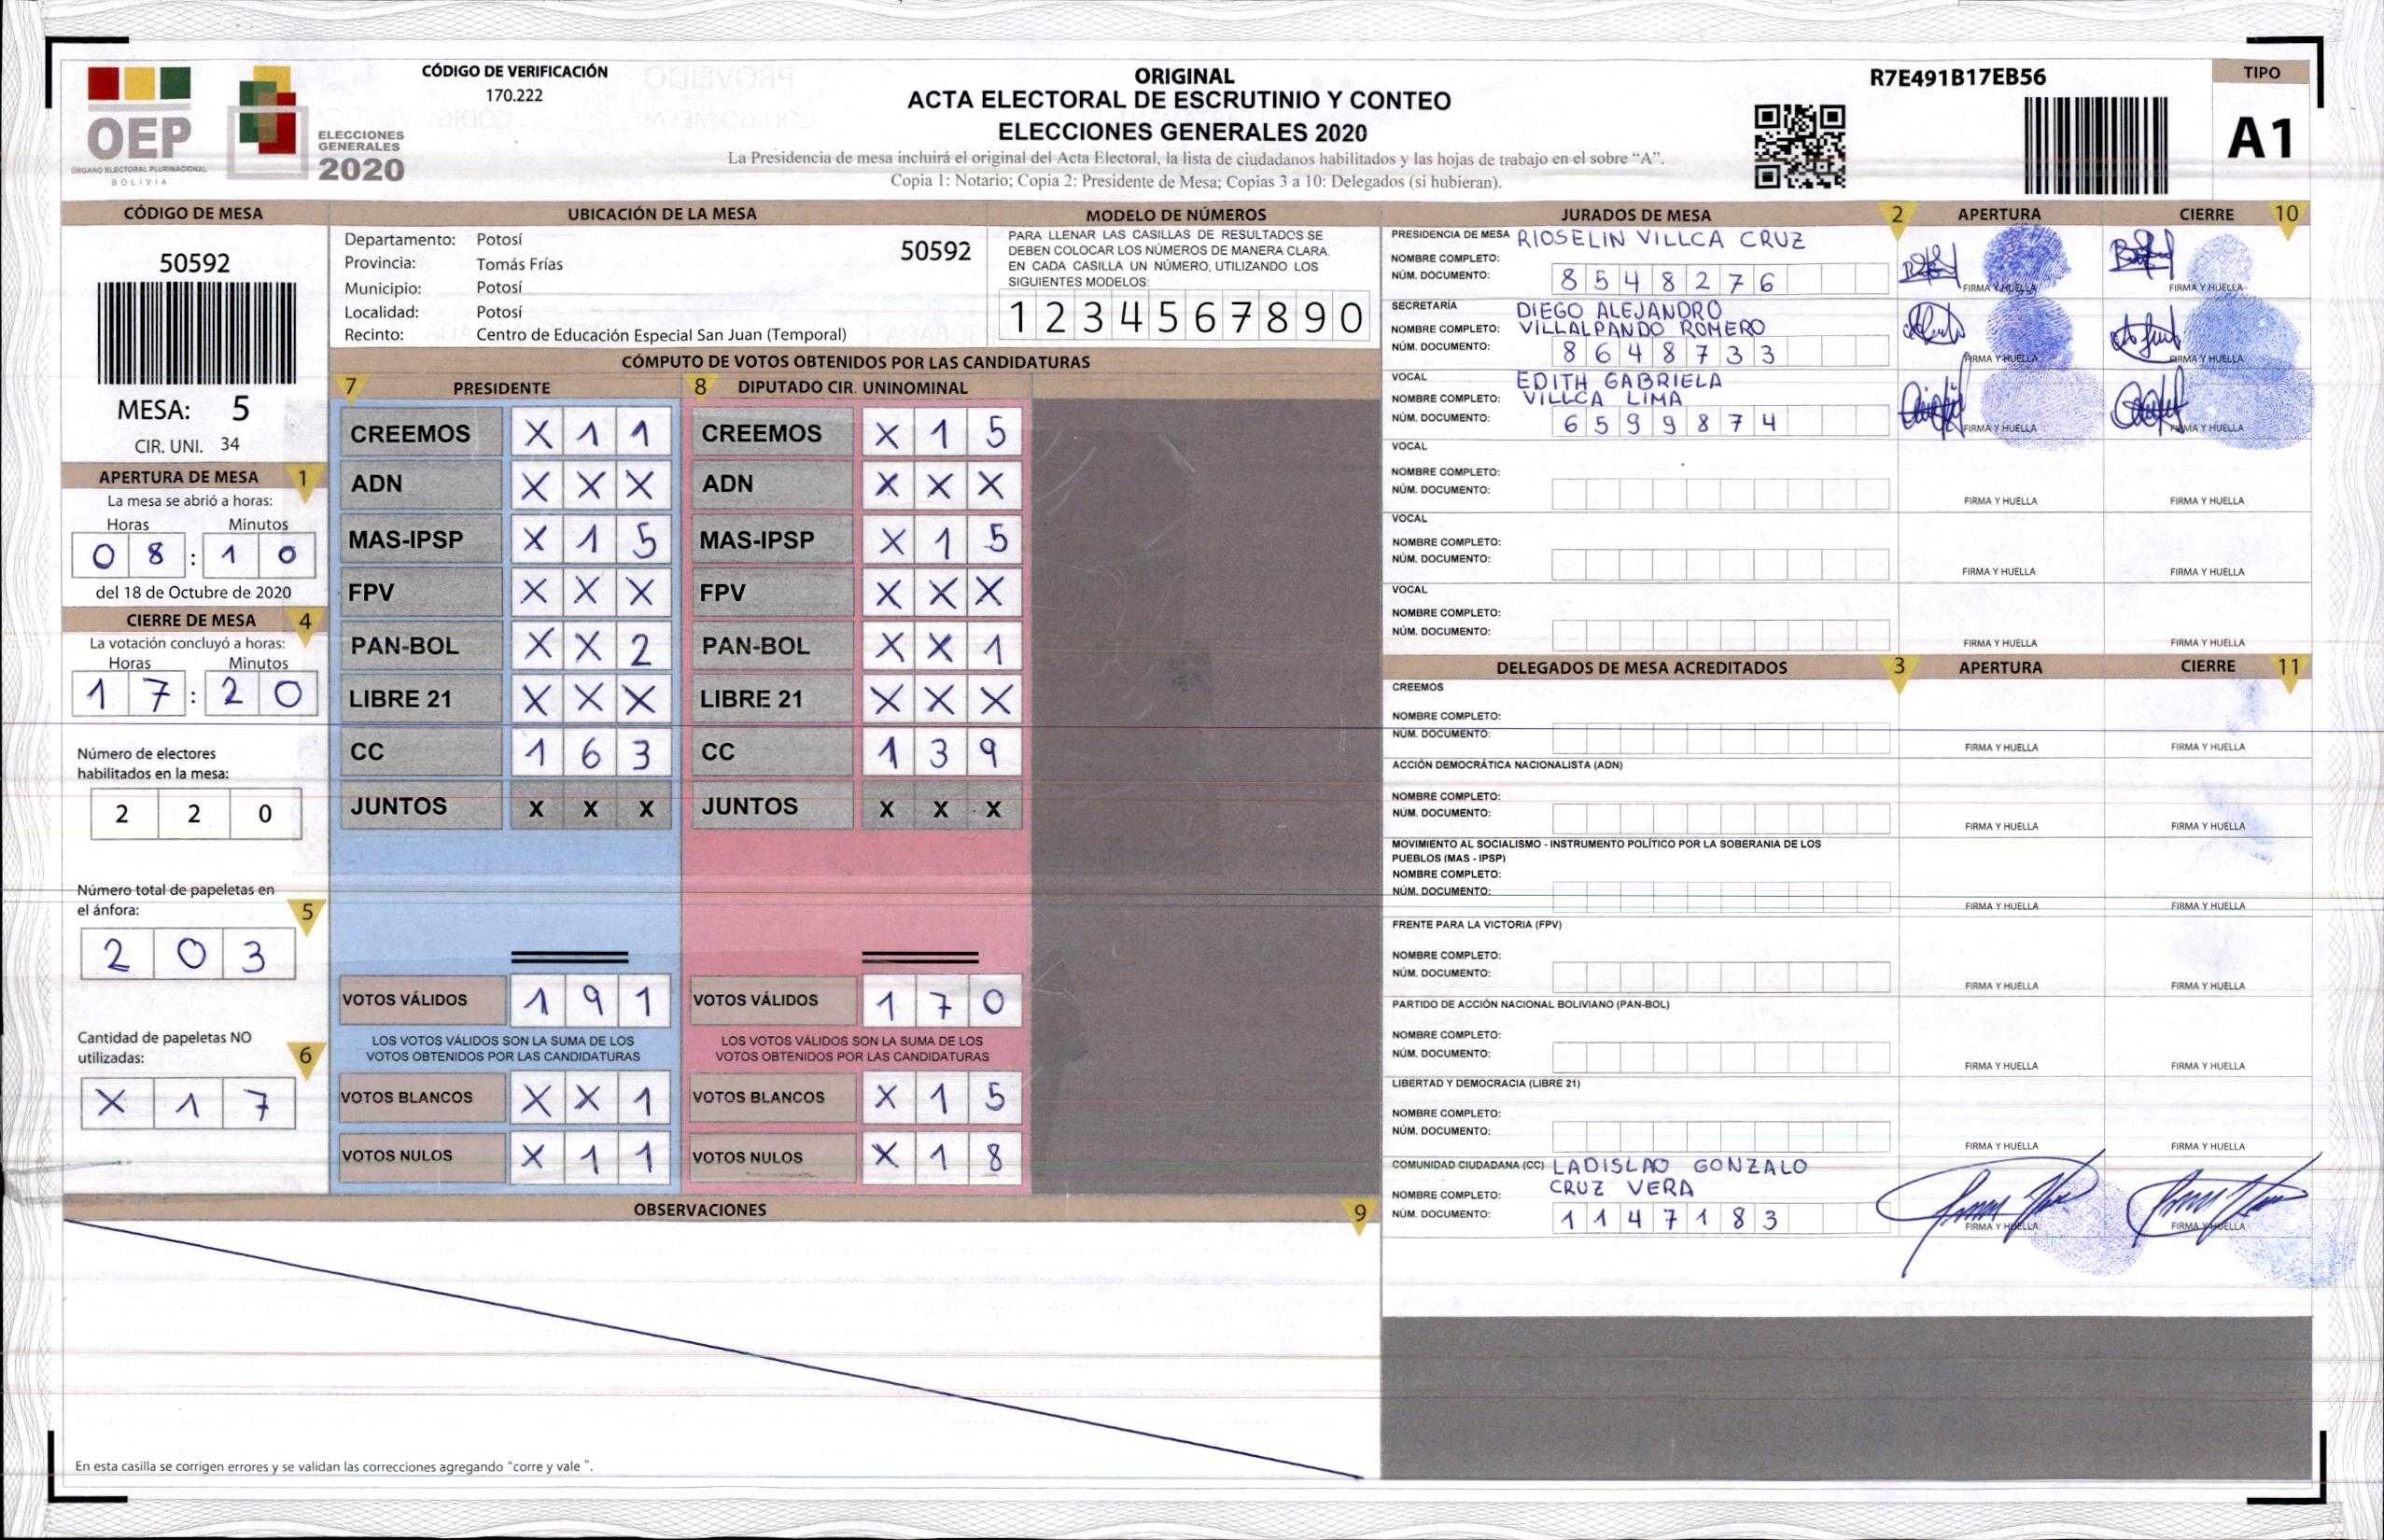 OEP
ÓRGANO ELECTORAL PLURINACIONAL
BOLIVIA
ELECCIONES
GENERALES
2020
CÓDIGO DE VERIFICACIÓN
170.222
ORIGINAL
ACTA ELECTORAL DE ESCRUTINIO Y CONTEO
ELECCIONES GENERALES 2020
La Presidencia de mesa incluirá el original del Acta Electoral, la lista de ciudadanos habilitados y las hojas de trabajo en el sobre “A”.
Copia 1: Notario; Copia 2: Presidente de Mesa; Copias 3 a 10: Delegados (si hubieran).
R7E491B17EB56
TIPO
A1
CÓDIGO DE MESA
50592
MESA: 5
CIR. UNI. 34
APERTURA DE MESA 1
La mesa se abrió a horas:
Horas Minutos
0 8 : 1 0
del 18 de Octubre de 2020
CIERRE DE MESA 4
La votación concluyó a horas:
Horas Minutos
1 7 : 2 0
Número de electores
habilitados en la mesa:
2 2 0
Número total de papeletas en
el ánfora:
5
2 0 3
Cantidad de papeletas NO
utilizadas:
6
X 1 7
UBICACIÓN DE LA MESA
Departamento: Potosí
50592
Provincia: Tomás Frías
Municipio: Potosí
Localidad: Potosí
Recinto: Centro de Educación Especial San Juan (Temporal)
MODELO DE NÚMEROS
PARA LLENAR LAS CASILLAS DE RESULTADOS SE
DEBEN COLOCAR LOS NÚMEROS DE MANERA CLARA.
EN CADA CASILLA UN NÚMERO, UTILIZANDO LOS
SIGUIENTES MODELOS:
1 2 3 4 5 6 7 8 9 0
CÓMPUTO DE VOTOS OBTENIDOS POR LAS CANDIDATURAS
7 PRESIDENTE
CREEMOS X 1 1
ADN X X X
MAS-IPSP X 1 5
FPV X X X
PAN-BOL X X 2
LIBRE 21 X X X
CC 1 6 3
JUNTOS X X X
VOTOS VÁLIDOS 1 9 1
LOS VOTOS VÁLIDOS SON LA SUMA DE LOS
VOTOS OBTENIDOS POR LAS CANDIDATURAS
VOTOS BLANCOS X X 1
VOTOS NULOS X 1 1
8 DIPUTADO CIR. UNINOMINAL
CREEMOS X 1 5
ADN X X X
MAS-IPSP X 1 5
FPV X X X
PAN-BOL X X 1
LIBRE 21 X X X
CC 1 3 9
JUNTOS X X X
VOTOS VÁLIDOS 1 7 0
LOS VOTOS VÁLIDOS SON LA SUMA DE LOS
VOTOS OBTENIDOS POR LAS CANDIDATURAS
VOTOS BLANCOS X 1 5
VOTOS NULOS X 1 8
OBSERVACIONES 9
En esta casilla se corrigen errores y se validan las correcciones agregando “corre y vale ”.
JURADOS DE MESA 2 APERTURA CIERRE 10
PRESIDENCIA DE MESA RIOSELIN VILLCA CRUZ
NOMBRE COMPLETO:
NÚM. DOCUMENTO: 8 5 4 8 2 7 6
FIRMA Y HUELLA FIRMA Y HUELLA
SECRETARÍA DIEGO ALEJANDRO
NOMBRE COMPLETO: VILLALPANDO ROMERO
NÚM. DOCUMENTO: 8 6 4 8 7 3 3
FIRMA Y HUELLA FIRMA Y HUELLA
VOCAL EDITH GABRIELA
NOMBRE COMPLETO: VILLCA LIMA
NÚM. DOCUMENTO: 6 5 9 9 8 7 4
FIRMA Y HUELLA FIRMA Y HUELLA
VOCAL
NOMBRE COMPLETO:
NÚM. DOCUMENTO:
FIRMA Y HUELLA FIRMA Y HUELLA
VOCAL
NOMBRE COMPLETO:
NÚM. DOCUMENTO:
FIRMA Y HUELLA FIRMA Y HUELLA
VOCAL
NOMBRE COMPLETO:
NÚM. DOCUMENTO:
FIRMA Y HUELLA FIRMA Y HUELLA
DELEGADOS DE MESA ACREDITADOS 3 APERTURA CIERRE 11
CREEMOS
NOMBRE COMPLETO:
NÚM. DOCUMENTO:
FIRMA Y HUELLA FIRMA Y HUELLA
ACCIÓN DEMOCRÁTICA NACIONALISTA (ADN)
NOMBRE COMPLETO:
NÚM. DOCUMENTO:
FIRMA Y HUELLA FIRMA Y HUELLA
MOVIMIENTO AL SOCIALISMO - INSTRUMENTO POLÍTICO POR LA SOBERANIA DE LOS
PUEBLOS (MAS - IPSP)
NOMBRE COMPLETO:
NÚM. DOCUMENTO:
FIRMA Y HUELLA FIRMA Y HUELLA
FRENTE PARA LA VICTORIA (FPV)
NOMBRE COMPLETO:
NÚM. DOCUMENTO:
FIRMA Y HUELLA FIRMA Y HUELLA
PARTIDO DE ACCIÓN NACIONAL BOLIVIANO (PAN-BOL)
NOMBRE COMPLETO:
NÚM. DOCUMENTO:
FIRMA Y HUELLA FIRMA Y HUELLA
LIBERTAD Y DEMOCRACIA (LIBRE 21)
NOMBRE COMPLETO:
NÚM. DOCUMENTO:
FIRMA Y HUELLA FIRMA Y HUELLA
COMUNIDAD CIUDADANA (CC) LADISLAO GONZALO
NOMBRE COMPLETO: CRUZ VERA
NÚM. DOCUMENTO: 1 1 4 7 1 8 3
FIRMA Y HUELLA FIRMA Y HUELLA